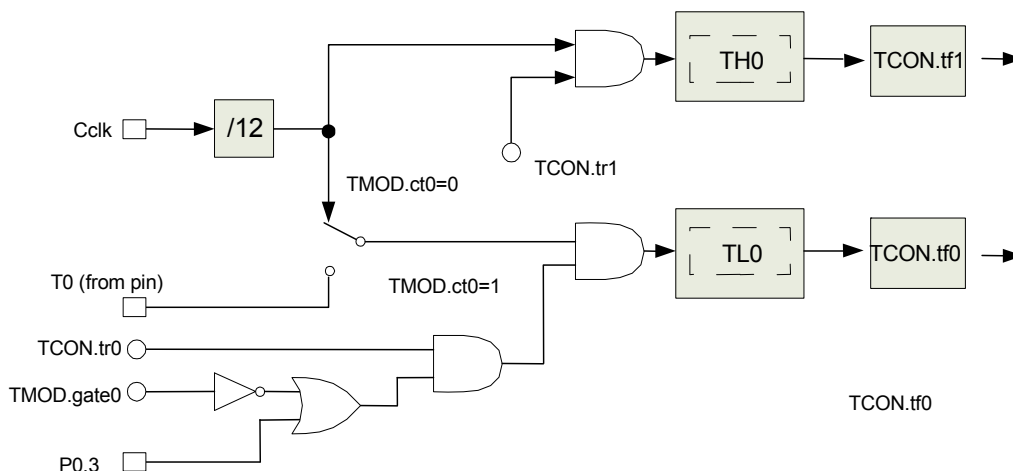 TH0
TCON.tf1
Cclk
/12
TCON.tr1
TMOD.ct0=0
TL0
TCON.tf0
T0 (from pin)
TMOD.ct0=1
TCON.tr0
TMOD.gate0
TCON.tf0
P0.3